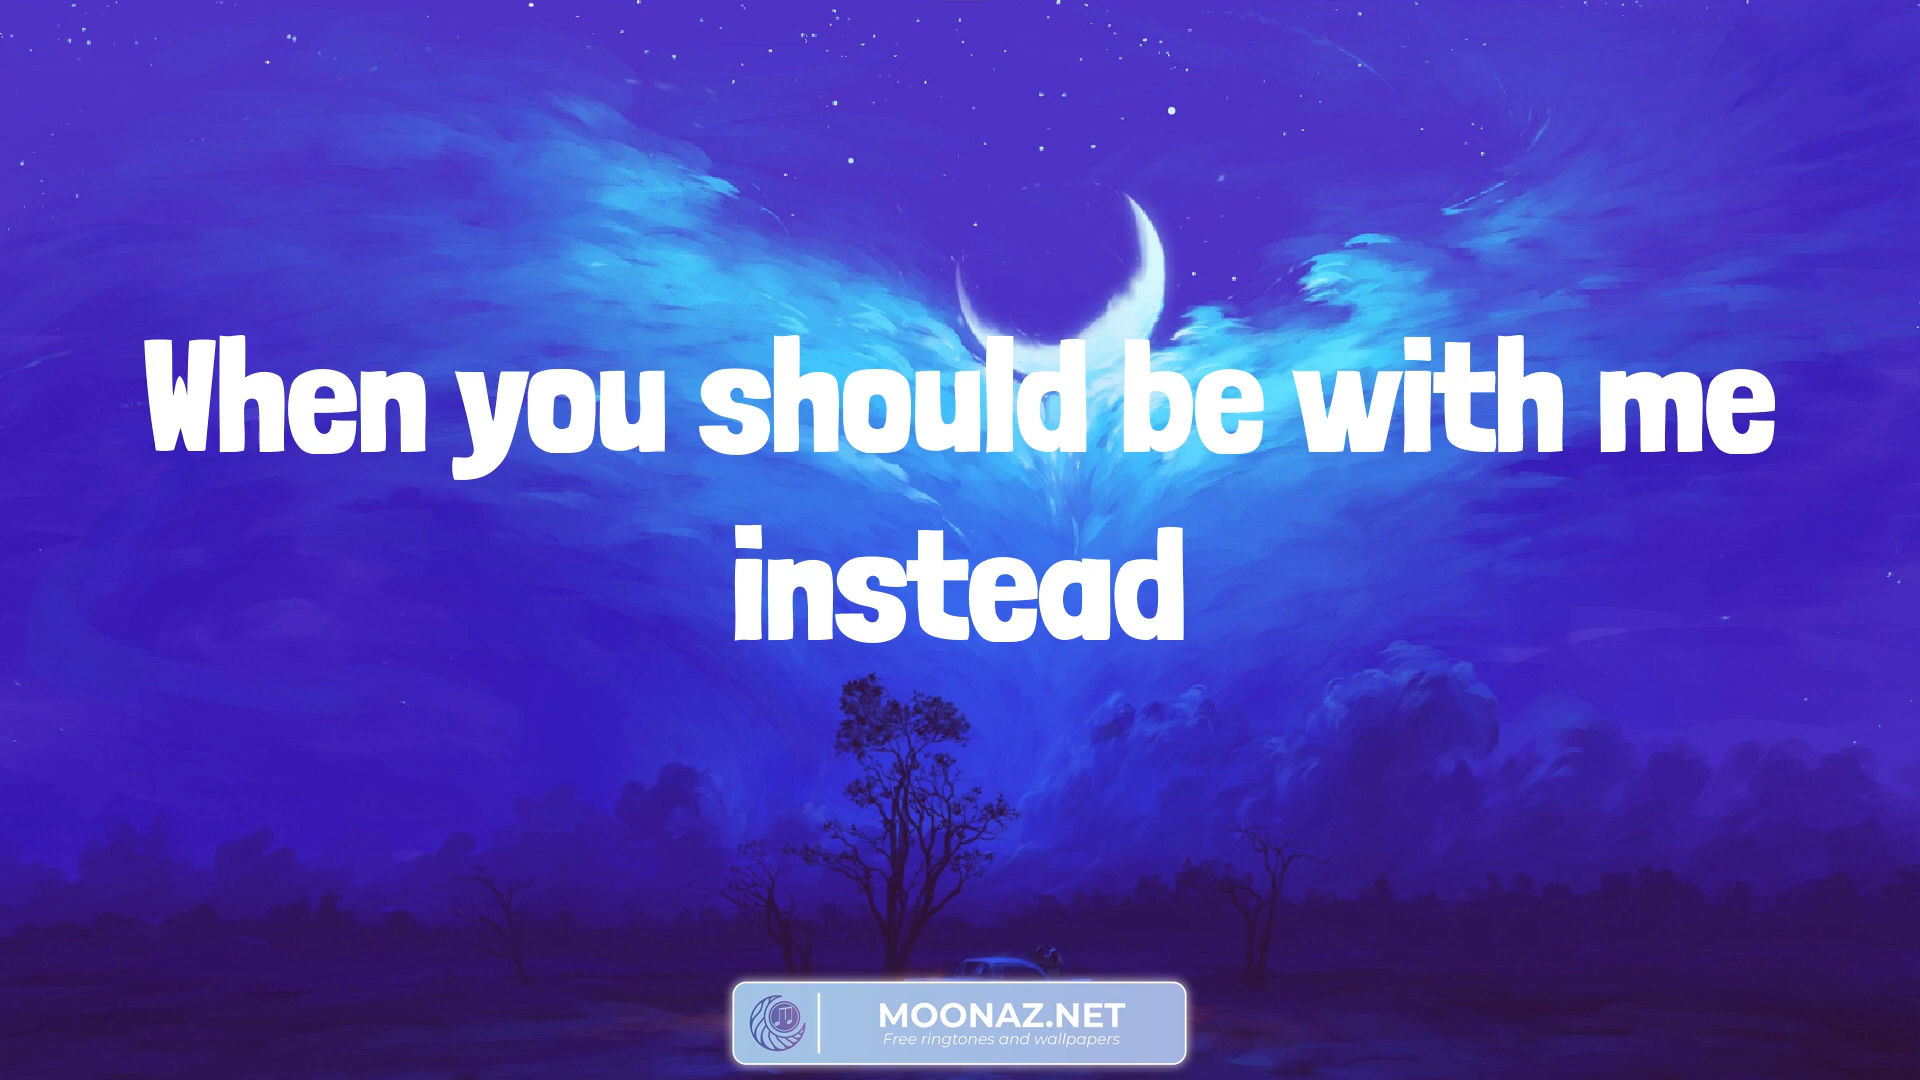 When you should be with me
instead
MOONAZ.NET
Free ringtones and wallpapers